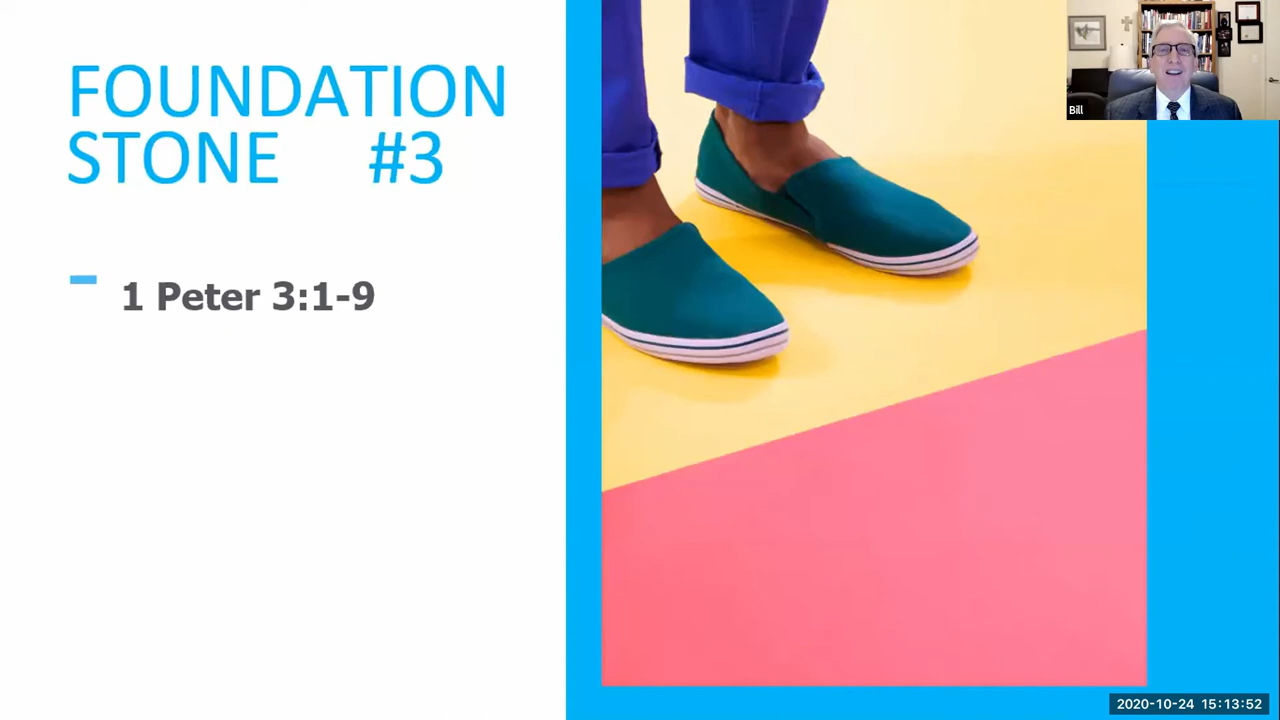 FOUNDATION
STONE #3
1 Peter 3:1-9
Bill
2020-10-24 15:13:52